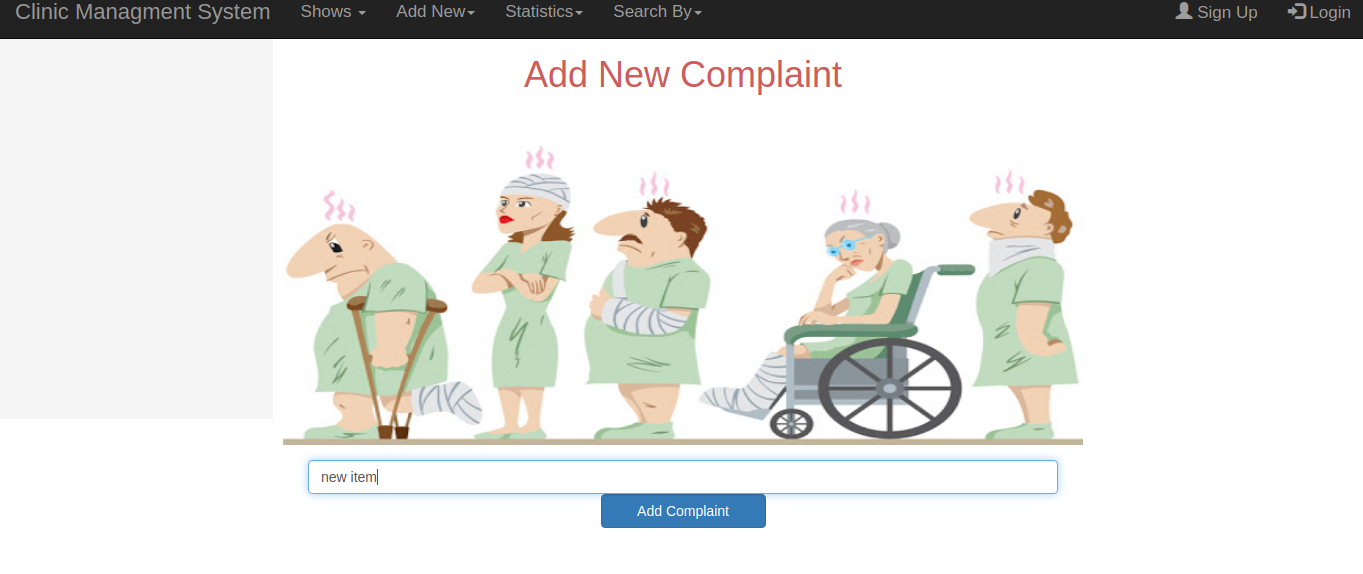 Clinic Managment System Shows Add New Statistics Search By Sign Up Login
Add New Complaint
new item
Add Complaint